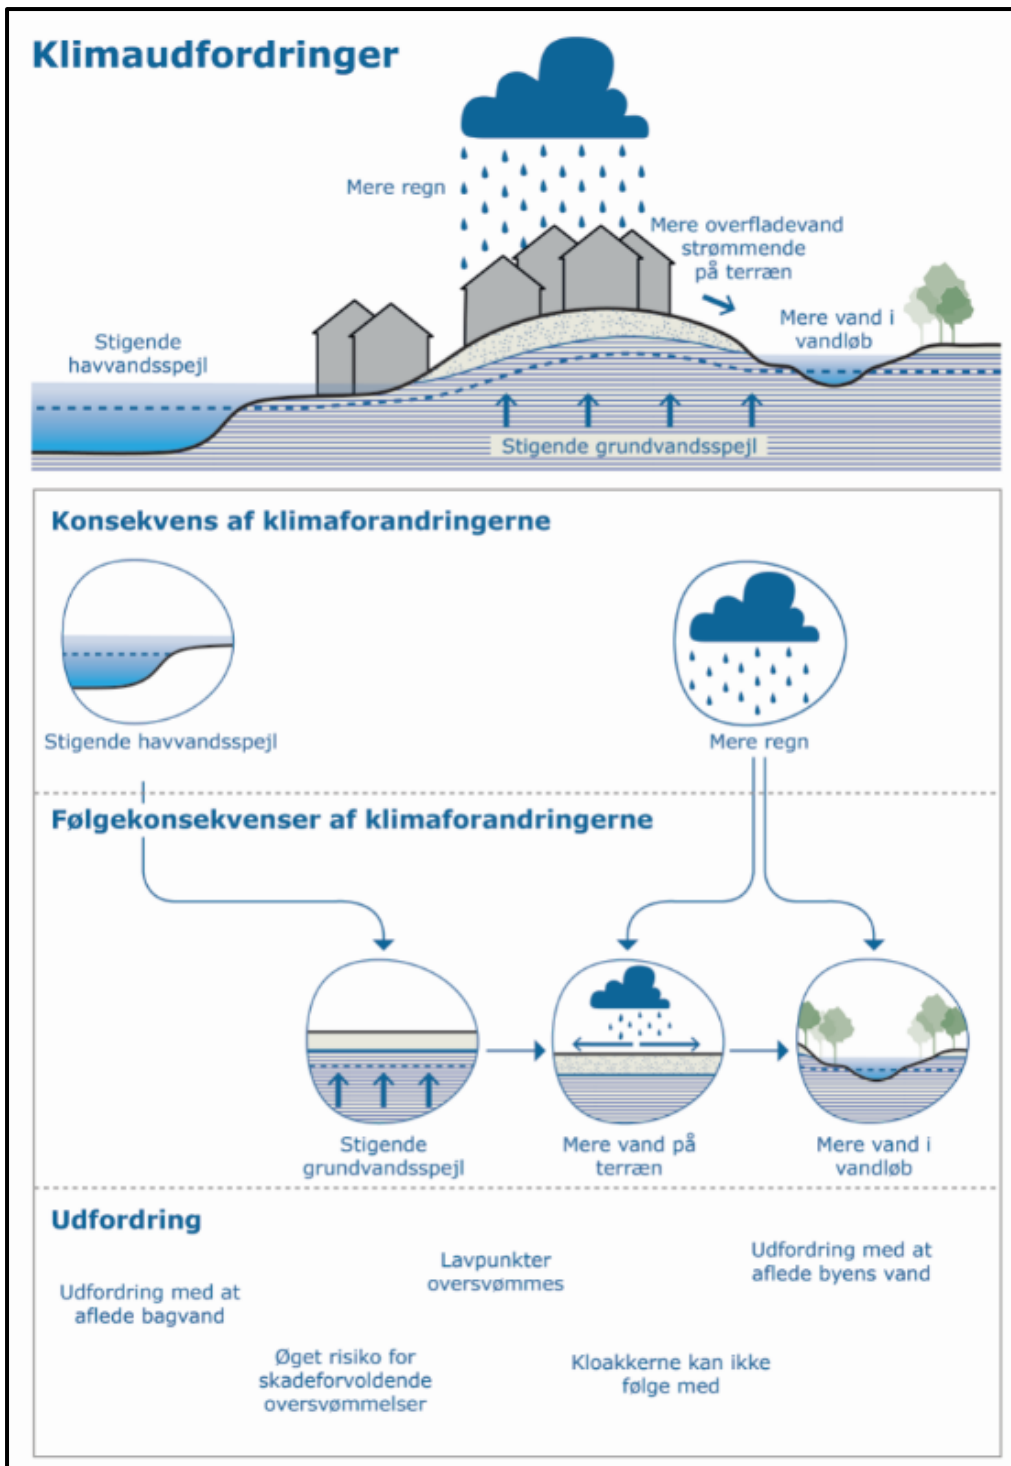 Klimaudfordringer
Mere regn
Mere overfladevand
strømmende
på terræn
Mere vand i
vandløb
Stigende
havvandsspejl
Stigende grundvandsspejl
Konsekvens af klimaforandringerne
Stigende havvandsspejl
Mere regn
Følgekonsekvenser af klimaforandringerne
Stigende
grundvandsspejl
Mere vand på
terræn
Mere vand i
vandløb
Udfordring
Udfordring med at
aflede bagvand
Øget risiko for
skadeforvoldende
oversvømmelser
Lavpunkter
oversvømmes
Kloakkerne kan ikke
følge med
Udfordring med at
aflede byens vand